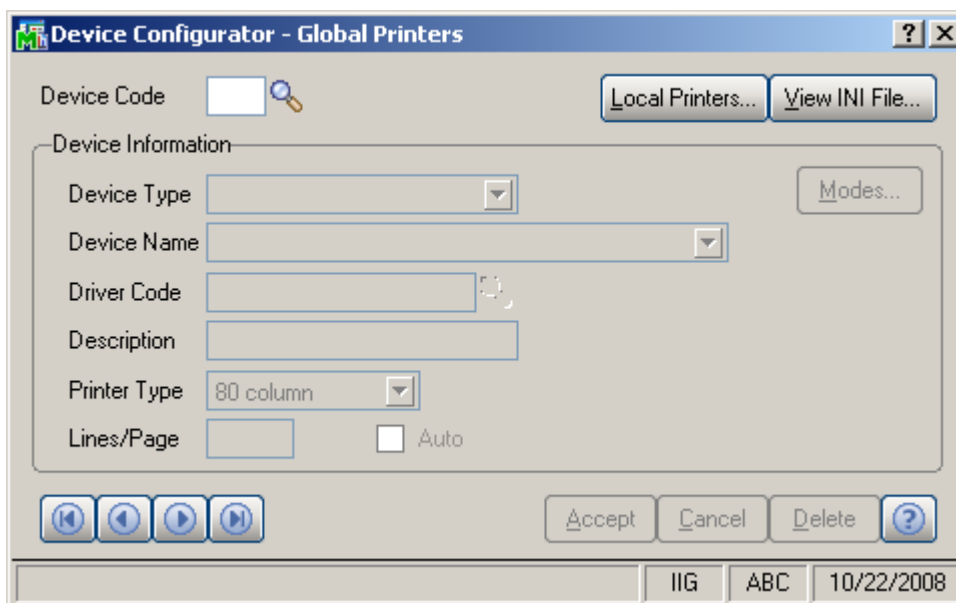 Device Configurator - Global Printers
Device Code
Local Printers... View INI File...
Device Information
Device Type
Modes...
Device Name
Driver Code
Description
Printer Type 80 column
Lines/Page Auto
Accept Cancel Delete
IIG ABC 10/22/2008